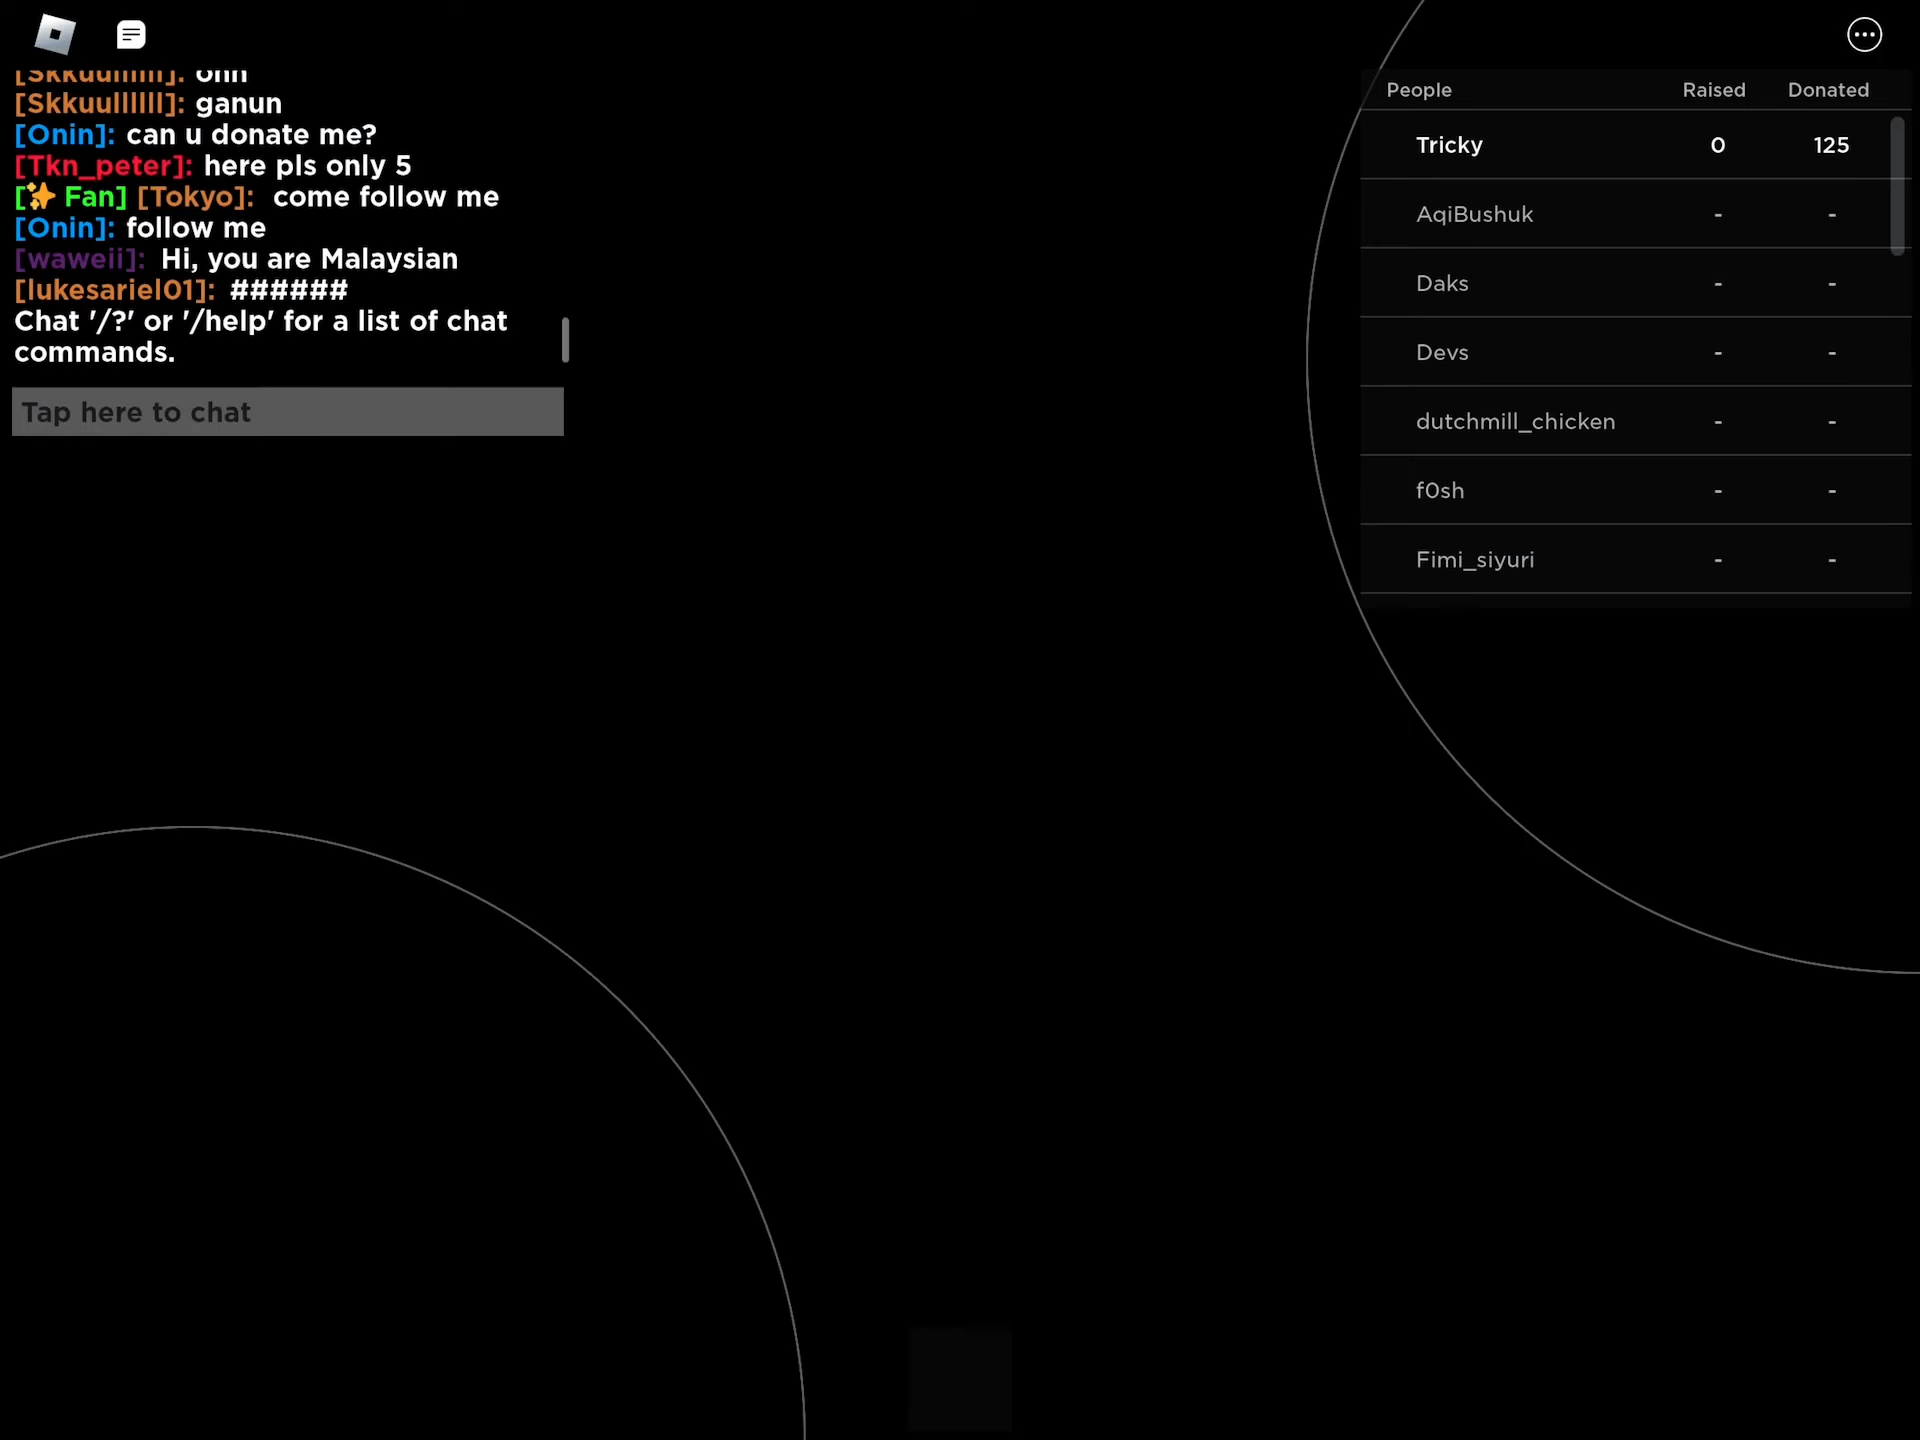 [Skkuullllll]: ohh
[Skkuullllll]: ganun
[Onin]: can u donate me?
[Tkn_peter]: here pls only 5
[✨ Fan] [Tokyo]: come follow me
[Onin]: follow me
[waweii]: Hi, you are Malaysian
[lukesariel01]: ######
Chat '/?' or '/help' for a list of chat
commands.
Tap here to chat
People Raised Donated
Tricky 0 125
AqiBushuk - -
Daks - -
Devs - -
dutchmill_chicken - -
f0sh - -
Fimi_siyuri - -